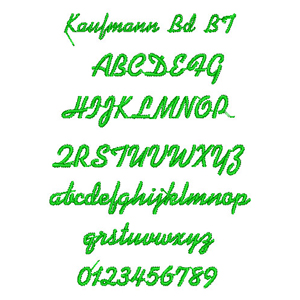 Kaufmann Bd BT
ABCDEFG
HIJKLMNOP
QRSTUVWXYZ
abcdefghijklmnop
qrstuvwxyz
0123456789